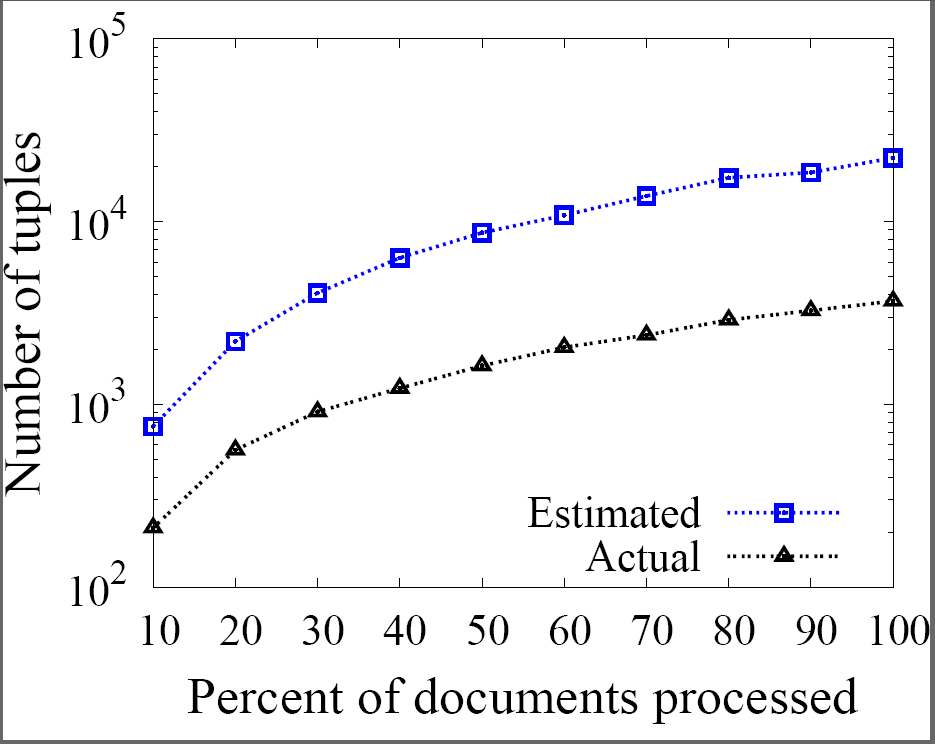 10^5
10^4
10^3
10^2
Number of tuples
Estimated
Actual
10 20 30 40 50 60 70 80 90 100
Percent of documents processed